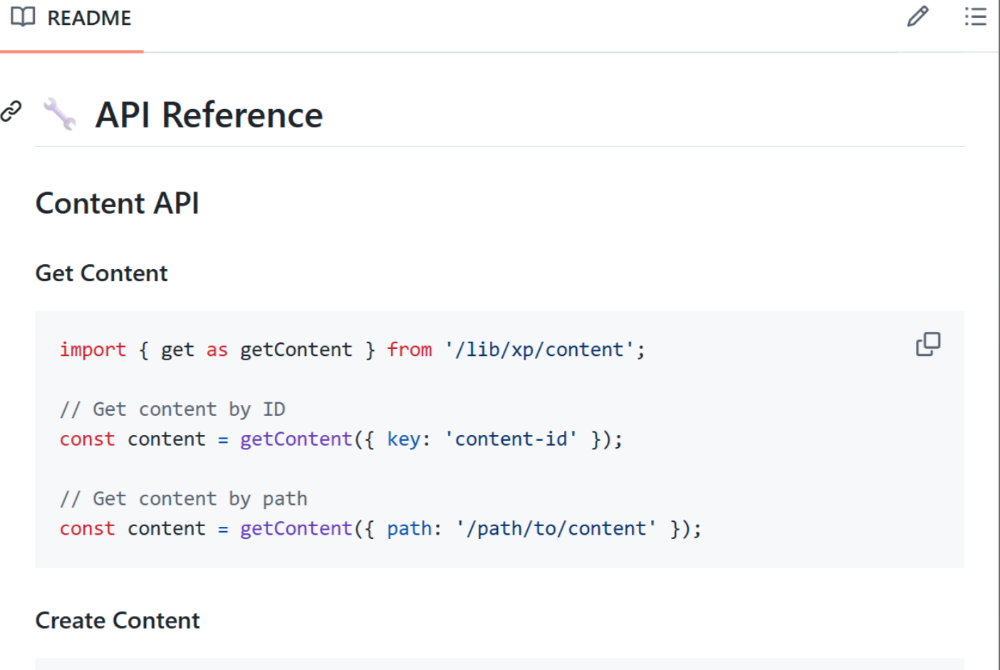 README
API Reference
Content API
Get Content
import { get as getContent } from '/lib/xp/content';
// Get content by ID
const content = getContent({ key: 'content-id' });
// Get content by path
const content = getContent({ path: '/path/to/content' });
Create Content